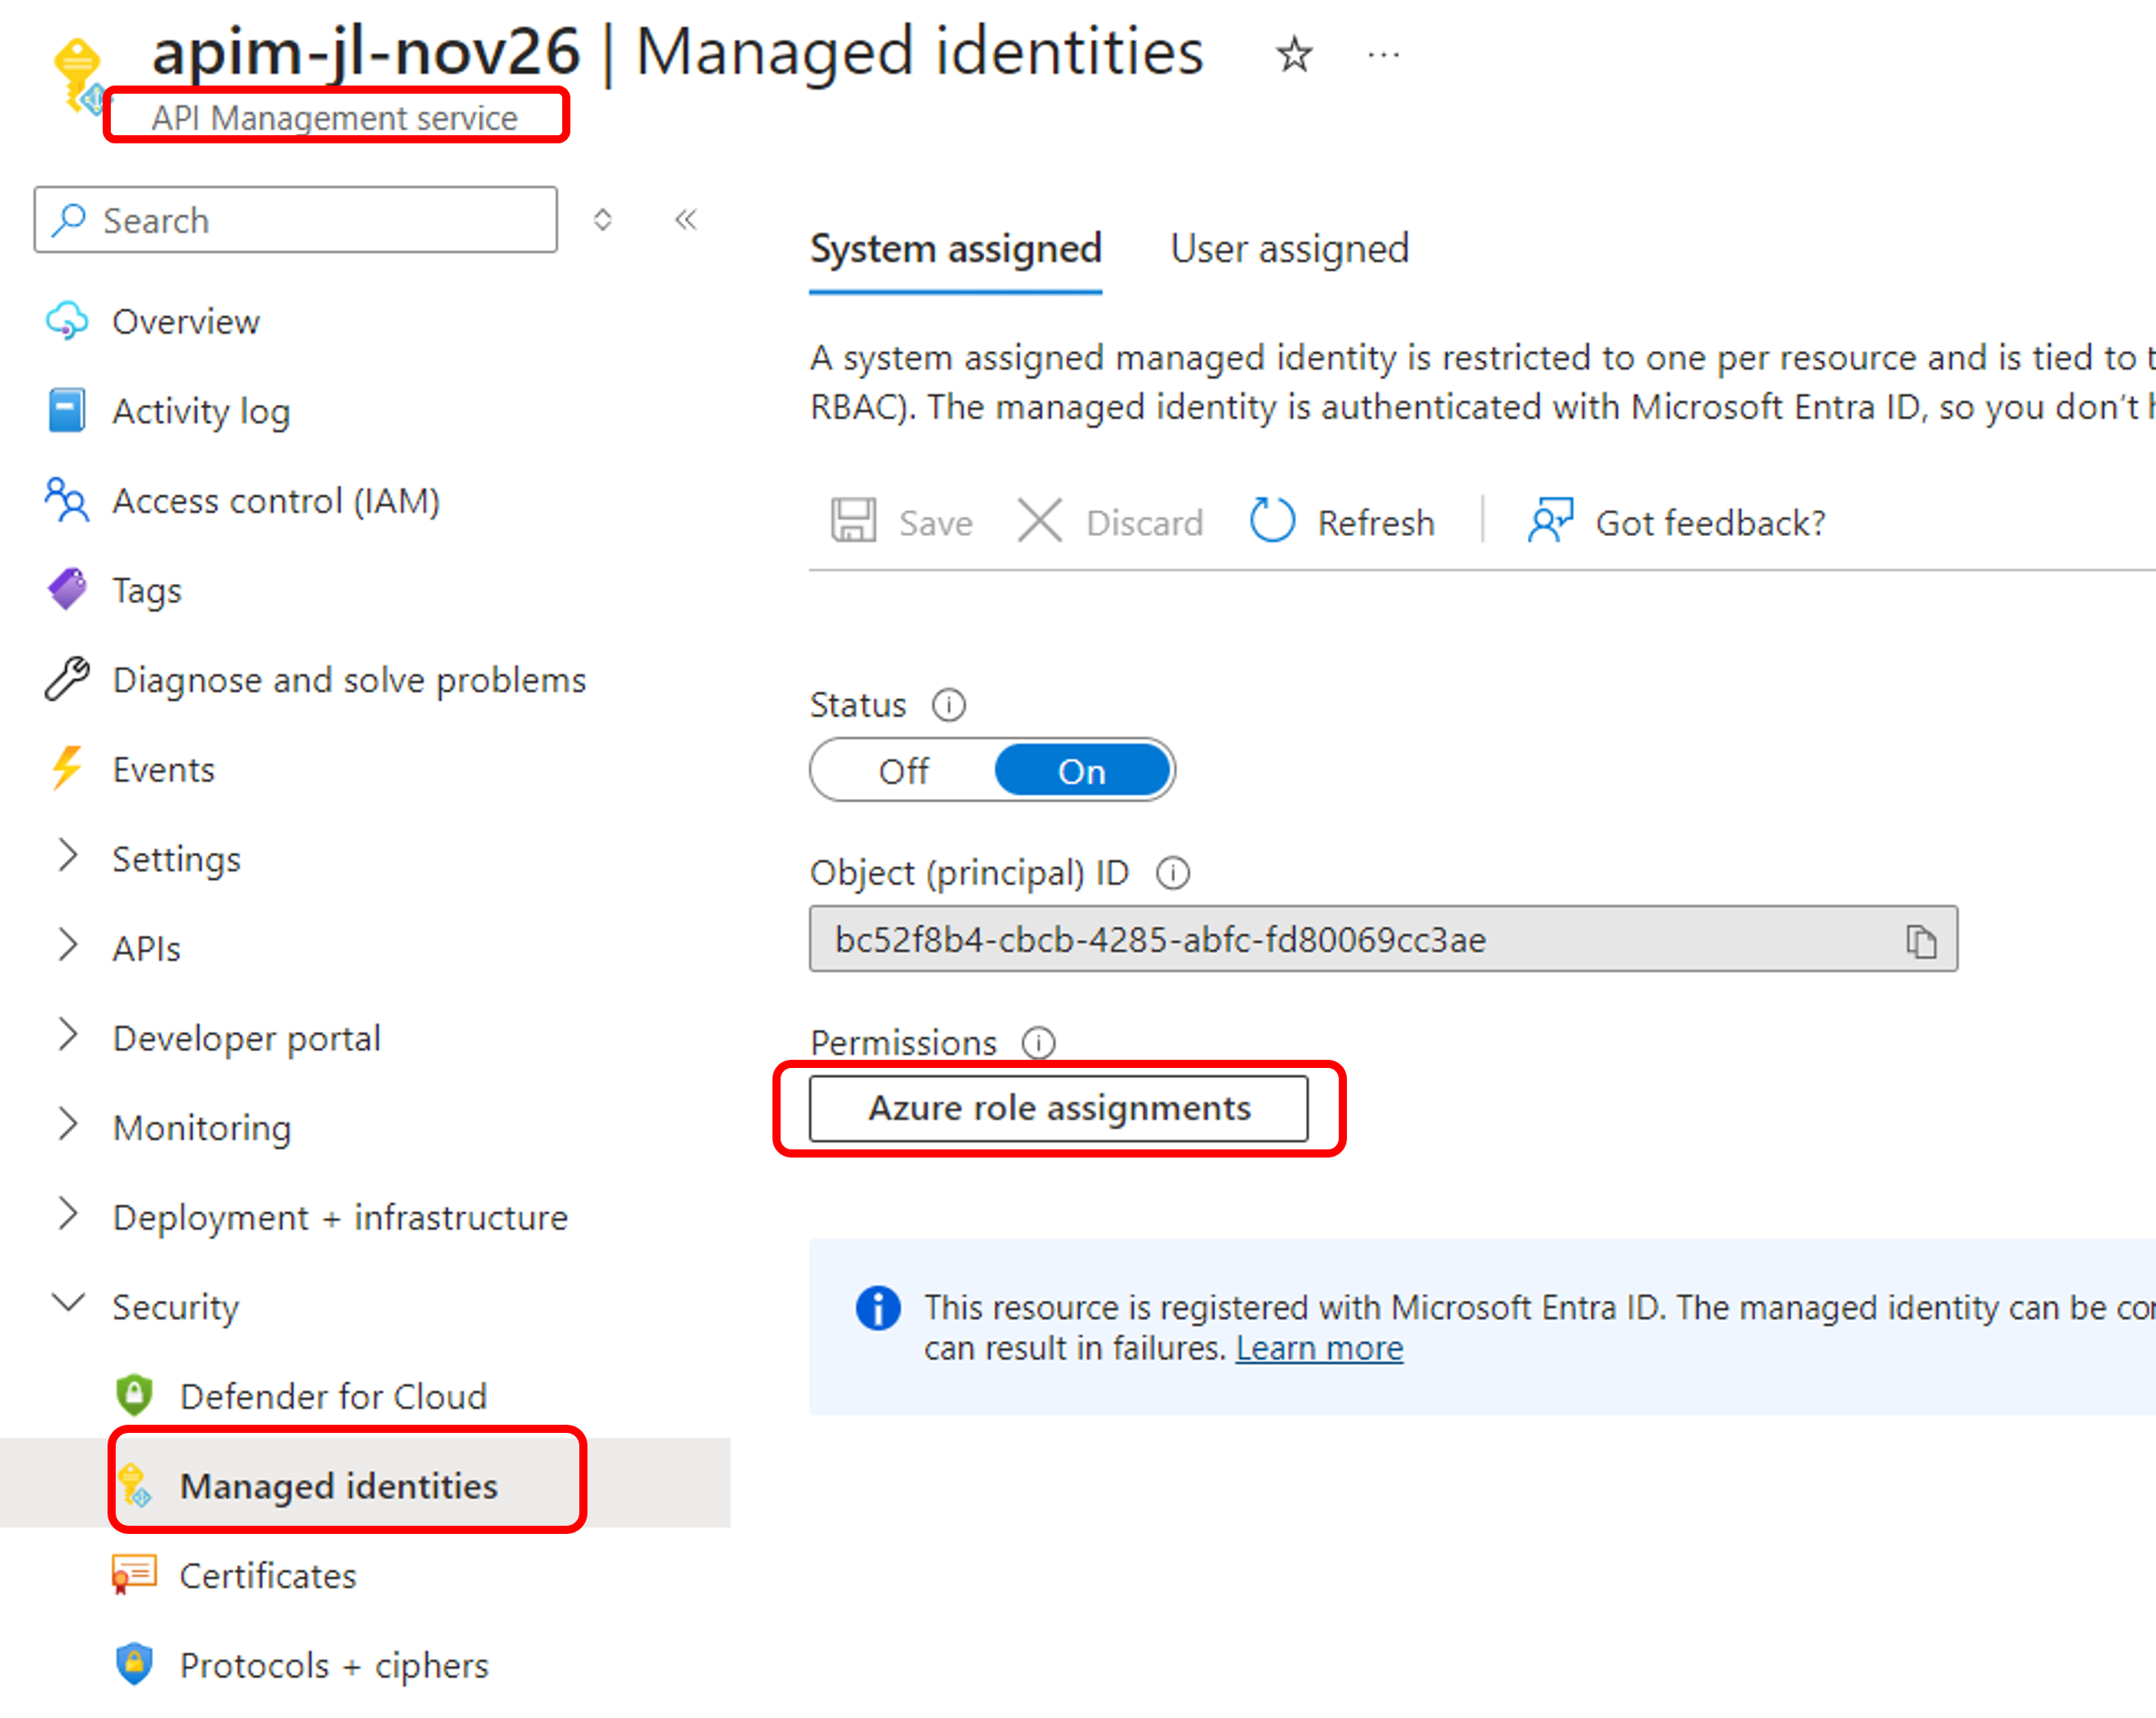 apim-jl-nov26 | Managed identities
API Management service
Search
Overview
Activity log
Access control (IAM)
Tags
Diagnose and solve problems
Events
Settings
APIs
Developer portal
Monitoring
Deployment + infrastructure
Security
Defender for Cloud
Managed identities
Certificates
Protocols + ciphers
System assigned User assigned
A system assigned managed identity is restricted to one per resource and is tied to
RBAC). The managed identity is authenticated with Microsoft Entra ID, so you don't
Save Discard Refresh Got feedback?
Status
Off On
Object (principal) ID
bc52f8b4-cbcb-4285-abfc-fd80069cc3ae
Permissions
Azure role assignments
This resource is registered with Microsoft Entra ID. The managed identity can be
can result in failures. Learn more